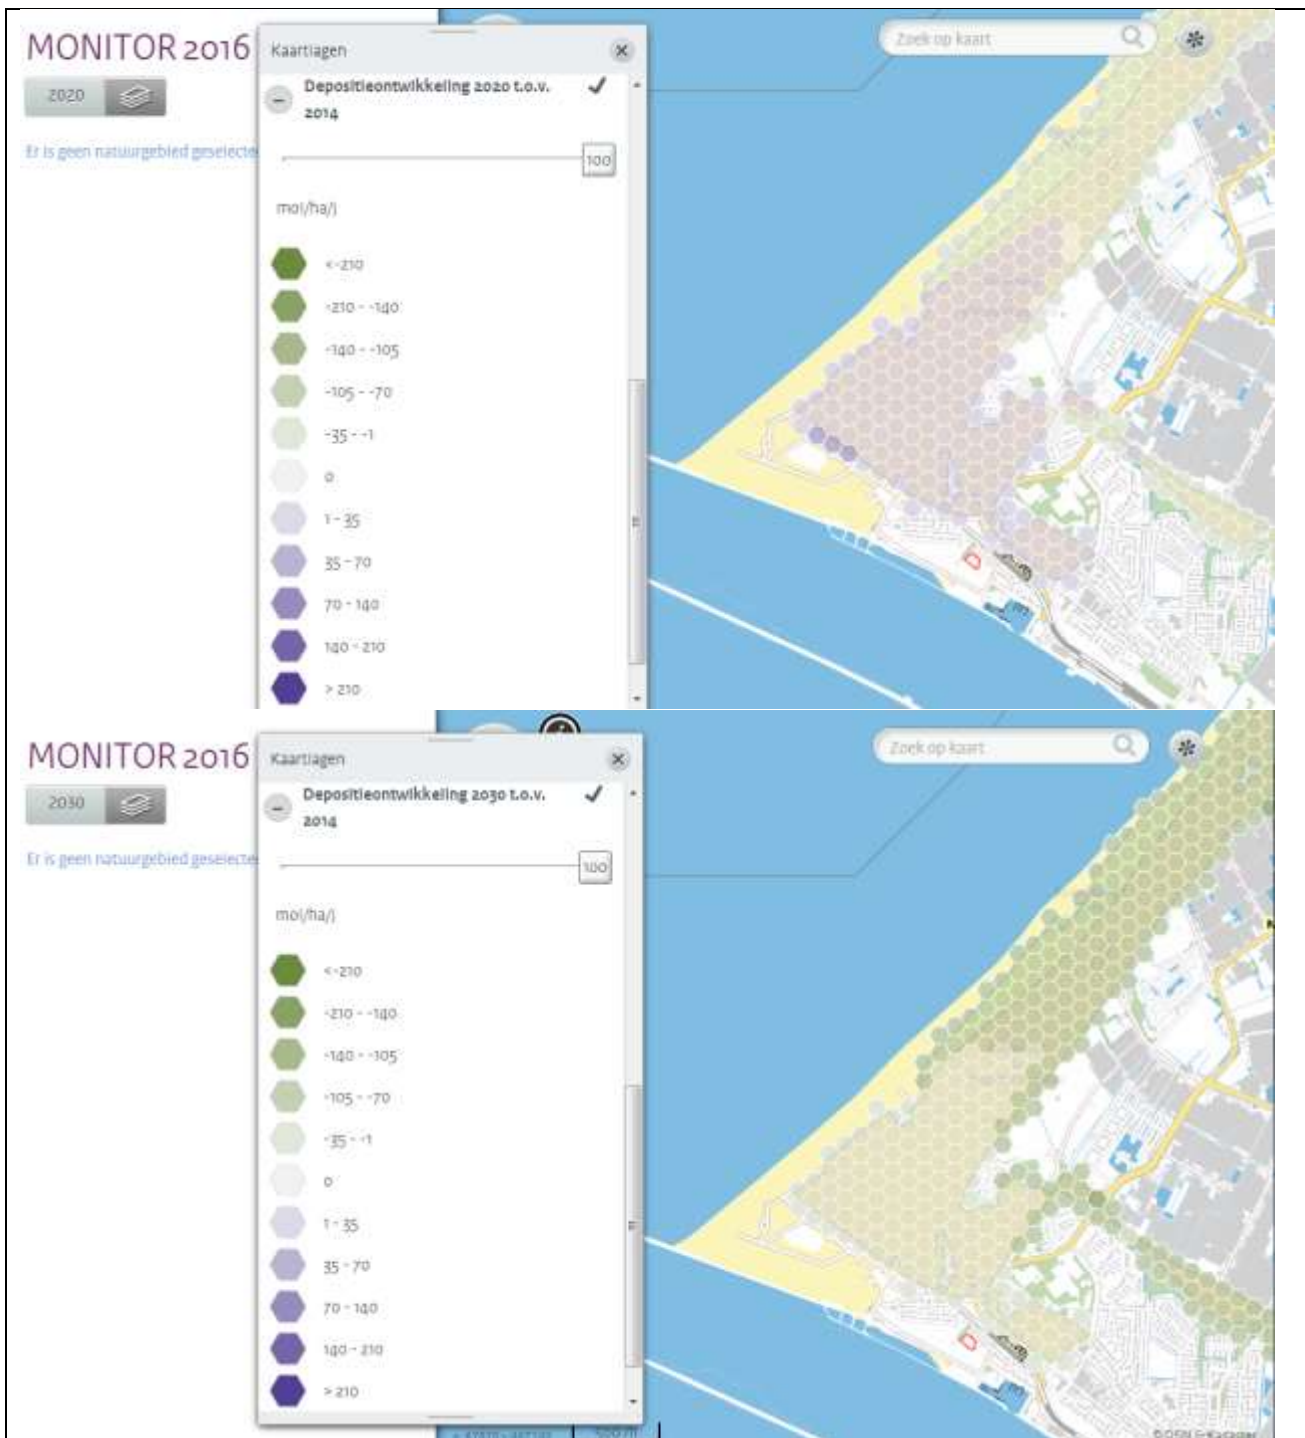 MONITOR 2016
2020
Er is geen natuurgebied geselecte
Kaartlagen
Depositieontwikkeling 2020 t.o.v.
2014
100
mol/ha/j
<-210
-210 - -140
-140 - -105
-105 - -70
-35 - -1
0
1 - 35
35 - 70
70 - 140
140 - 210
> 210
Zoek op kaart
MONITOR 2016
2030
Er is geen natuurgebied geselecte
Kaartlagen
Depositieontwikkeling 2030 t.o.v.
2014
100
mol/ha/j
<-210
-210 - -140
-140 - -105
-105 - -70
-35 - -1
0
1 - 35
35 - 70
70 - 140
140 - 210
> 210
Zoek op kaart
500 m